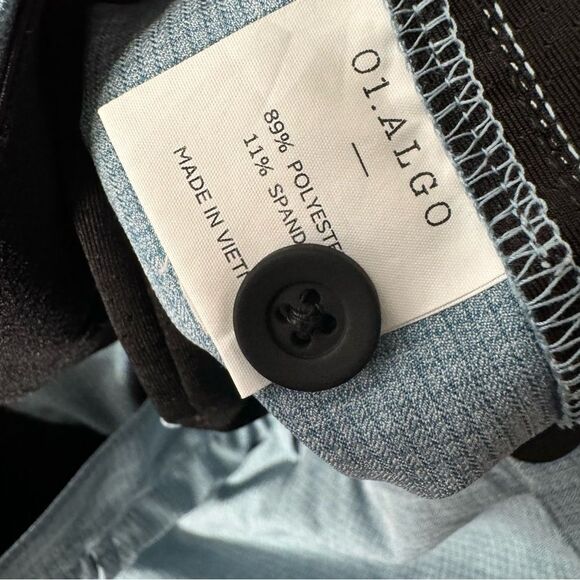 01.ALGO
89% POLYESTE
11% SPAND
MADE IN VIET